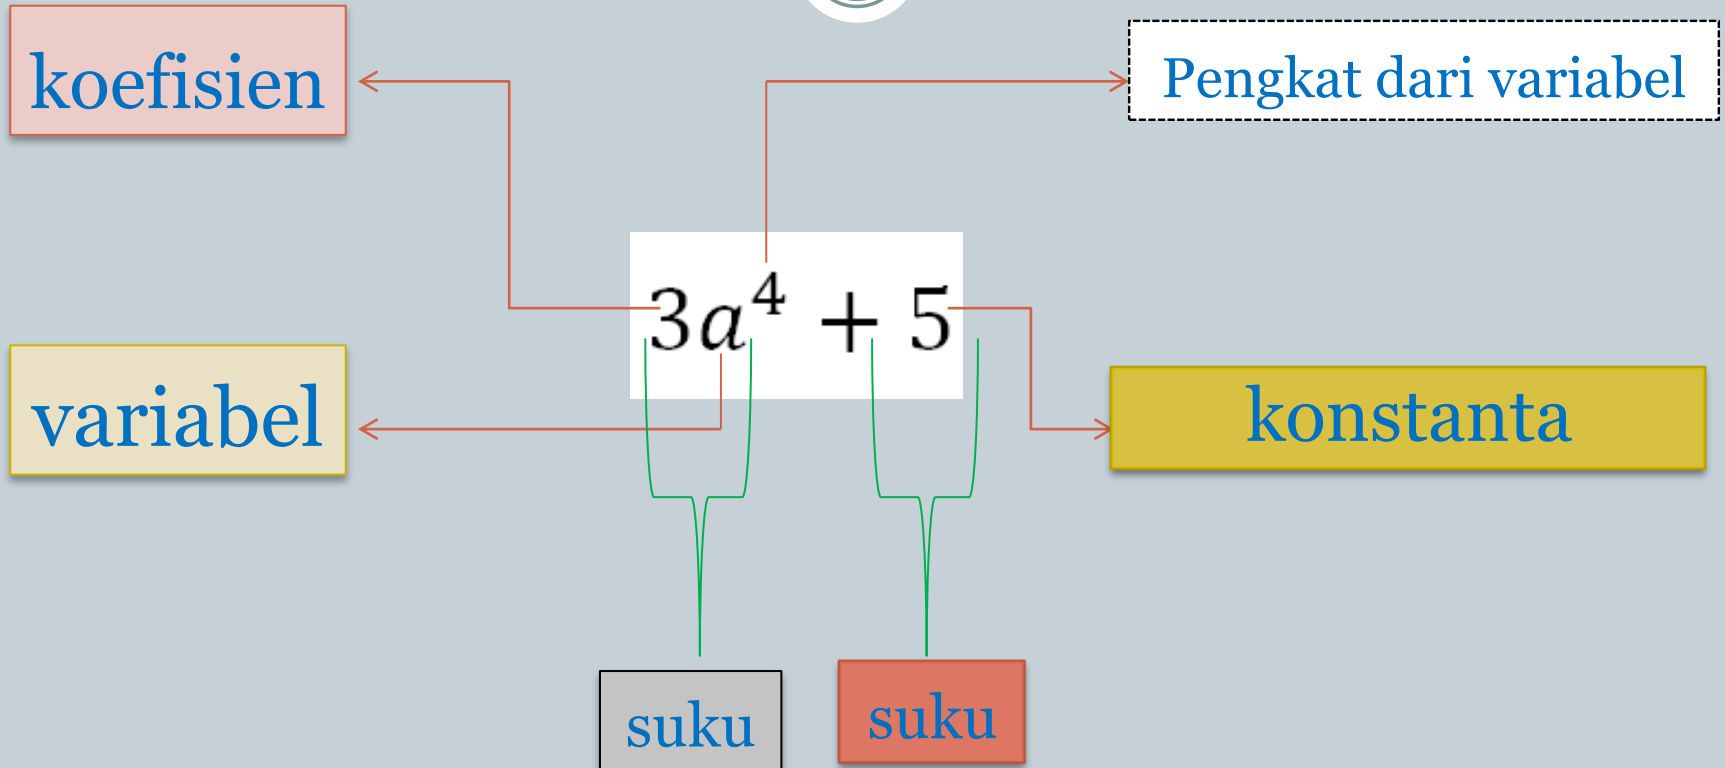 koefisien
Pengkat dari variabel
3a⁴ + 5
variabel
konstanta
suku
suku